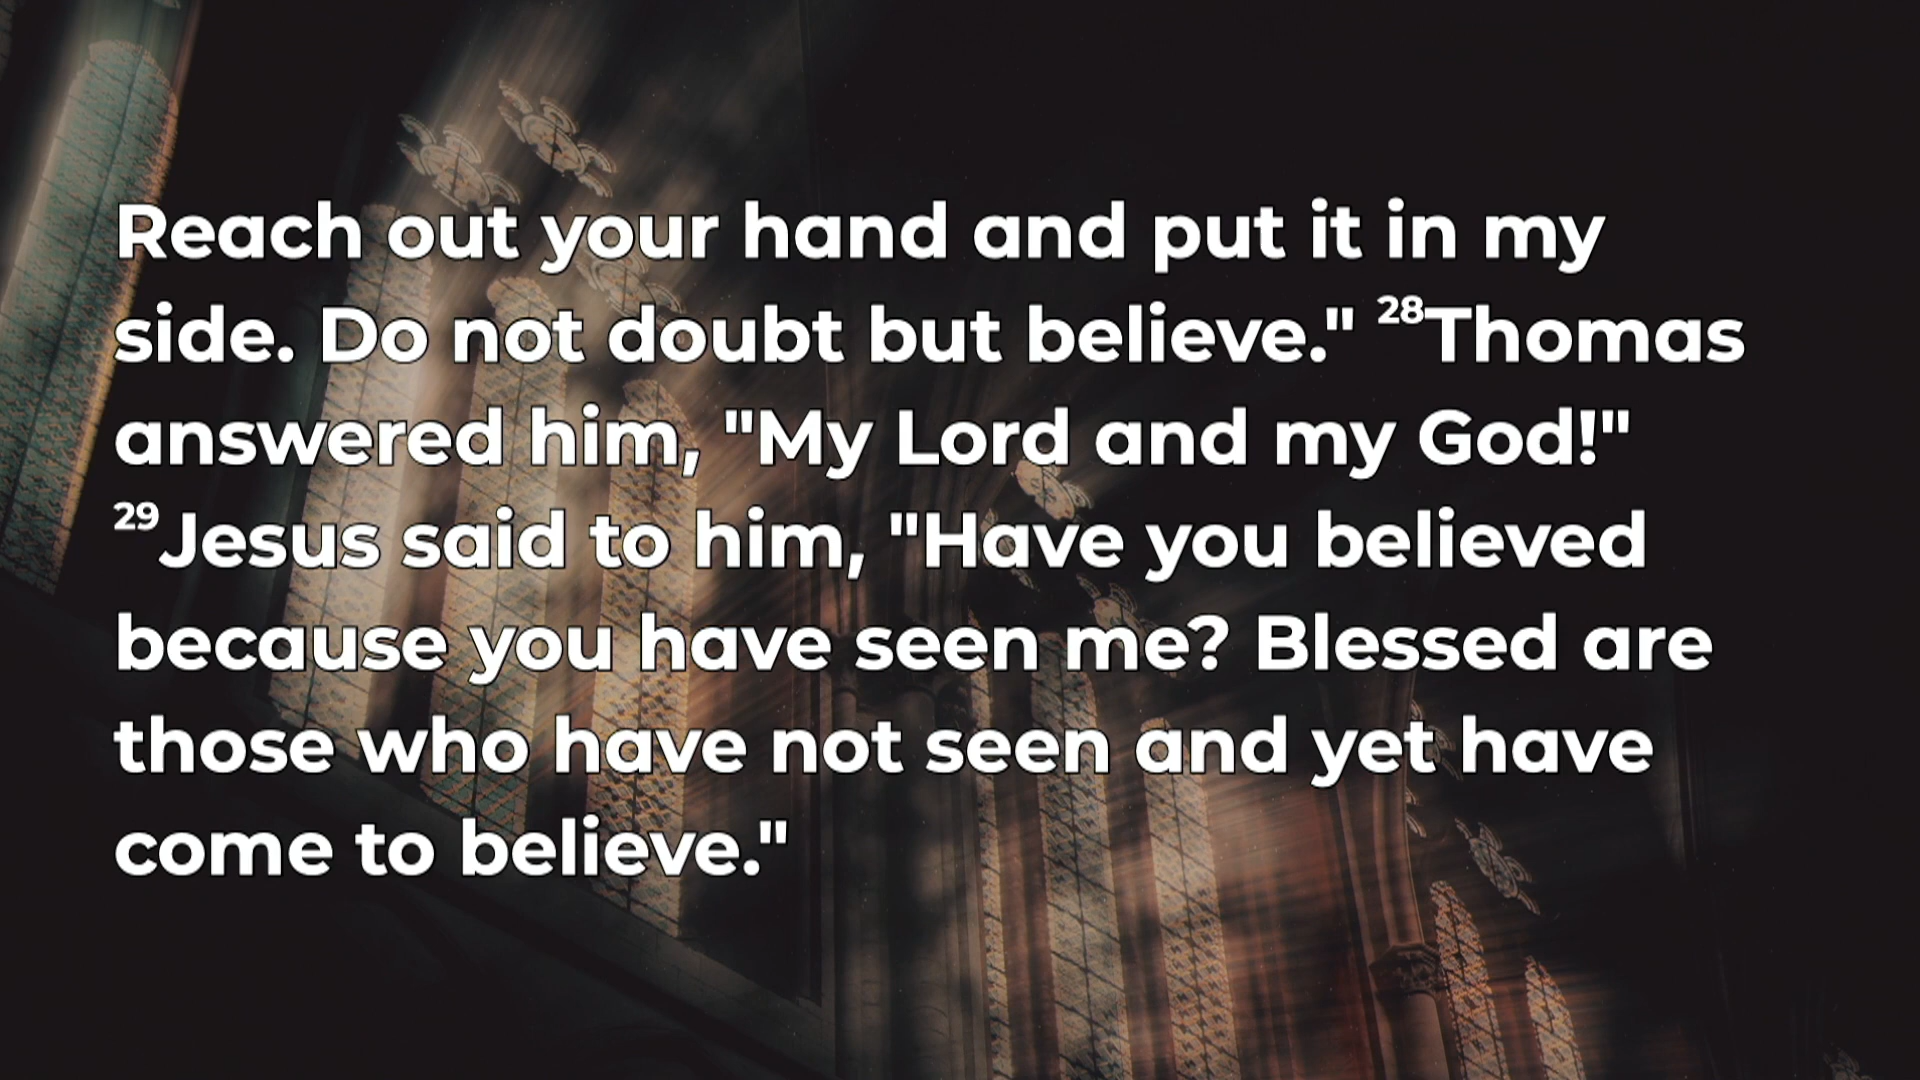 Reach out your hand and put it in my
side. Do not doubt but believe." 28Thomas
answered him, "My Lord and my God!"
29Jesus said to him, "Have you believed
because you have seen me? Blessed are
those who have not seen and yet have
come to believe."